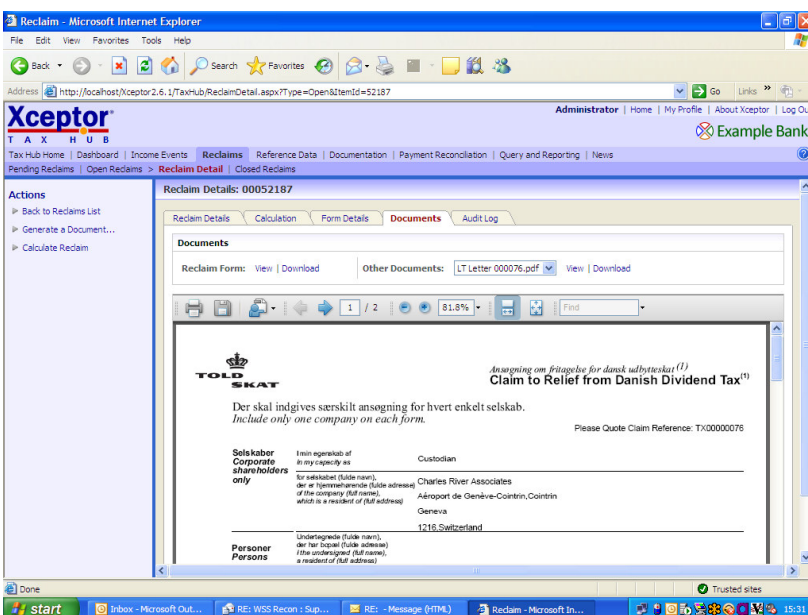 Reclaim - Microsoft Internet Explorer
File Edit View Favorites Tools Help
Back Search Favorites
Address http://localhost/Xceptor2.6.1/TaxHub/ReclaimDetail.aspx?Type=Open&ItemId=52187 Go Links »
Administrator | Home | My Profile | About Xceptor | Log Ou
Xceptor
TAX HUB
Example Bank
Tax Hub Home | Dashboard | Income Events Reclaims Reference Data | Documentation | Payment Reconciliation | Query and Reporting | News
Pending Reclaims | Open Reclaims > Reclaim Detail | Closed Reclaims
Actions
Back to Reclaims List
Generate a Document...
Calculate Reclaim
Reclaim Details: 00052187
Reclaim Details Calculation Form Details Documents Audit Log
Documents
Reclaim Form: View | Download Other Documents: LT Letter 000076.pdf View | Download
1 / 2 81.8% Find
TOLD
SKAT
Ansøgning om fritagelse for dansk udbytteskat (1)
Claim to Relief from Danish Dividend Tax(1)
Der skal indgives særskilt ansøgning for hvert enkelt selskab.
Include only one company on each form.
Please Quote Claim Reference: TX00000076
Selskaber
Corporate
shareholders
only
I min egenskab af
in my capacity as
Custodian
for selskabet (fulde navn),
der er hjemmehørende (fulde adresse)
of the company (full name),
which is a resident of (full address)
Charles River Associates
Aéroport de Genève-Cointrin,Cointrin
Geneva
1216,Switzerland
Personer
Persons
Undertegnede (fulde navn),
der har bopæl (fulde adresse)
I the undersigned (full name),
a resident of (full address)
Done Trusted sites
start Inbox - Microsoft Out... RE: WSS Recon : Sup... RE: - Message (HTML) Reclaim - Microsoft In... 15:31